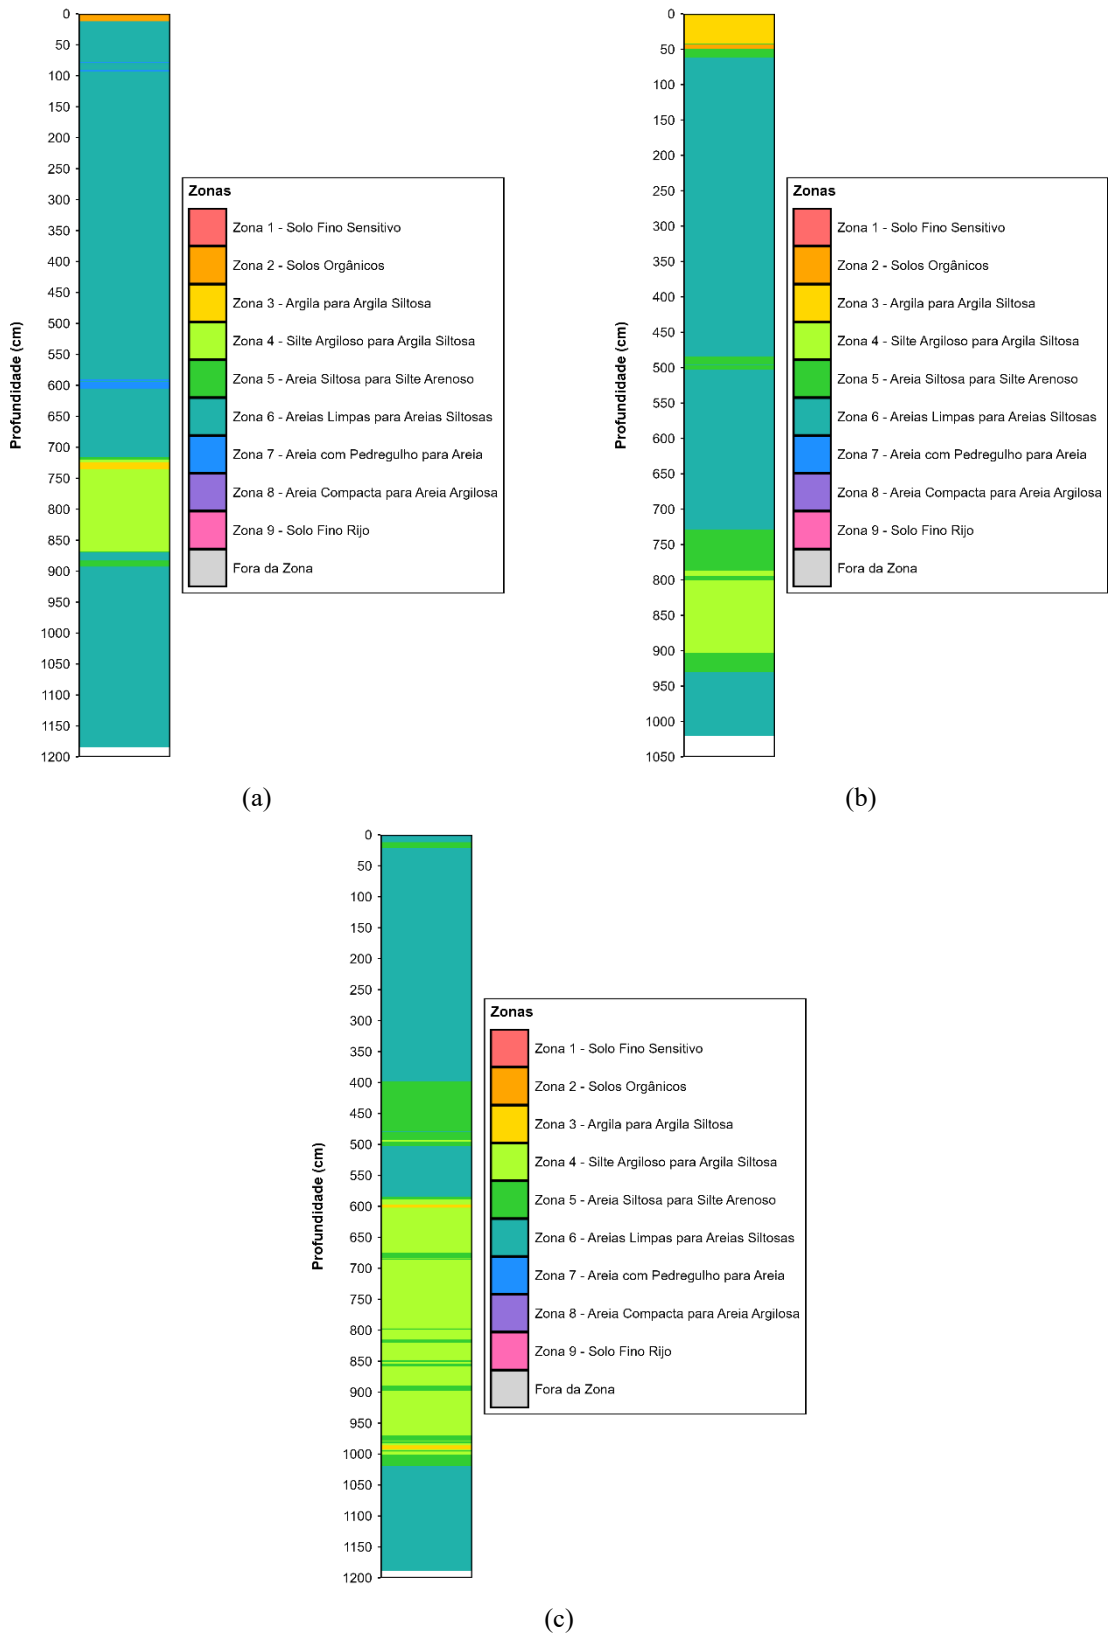 0
50
100
150
200
250
300
350
400
450
500
550
600
650
700
750
800
850
900
950
1000
1050
1100
1150
1200
Profundidade (cm)
Zonas
Zona 1 - Solo Fino Sensitivo
Zona 2 - Solos Orgânicos
Zona 3 - Argila para Argila Siltosa
Zona 4 - Silte Argiloso para Argila Siltosa
Zona 5 - Areia Siltosa para Silte Arenoso
Zona 6 - Areias Limpas para Areias Siltosas
Zona 7 - Areia com Pedregulho para Areia
Zona 8 - Areia Compacta para Areia Argilosa
Zona 9 - Solo Fino Rijo
Fora da Zona
(a)
0
50
100
150
200
250
300
350
400
450
500
550
600
650
700
750
800
850
900
950
1000
1050
Profundidade (cm)
Zonas
Zona 1 - Solo Fino Sensitivo
Zona 2 - Solos Orgânicos
Zona 3 - Argila para Argila Siltosa
Zona 4 - Silte Argiloso para Argila Siltosa
Zona 5 - Areia Siltosa para Silte Arenoso
Zona 6 - Areias Limpas para Areias Siltosas
Zona 7 - Areia com Pedregulho para Areia
Zona 8 - Areia Compacta para Areia Argilosa
Zona 9 - Solo Fino Rijo
Fora da Zona
(b)
0
50
100
150
200
250
300
350
400
450
500
550
600
650
700
750
800
850
900
950
1000
1050
1100
1150
1200
Profundidade (cm)
Zonas
Zona 1 - Solo Fino Sensitivo
Zona 2 - Solos Orgânicos
Zona 3 - Argila para Argila Siltosa
Zona 4 - Silte Argiloso para Argila Siltosa
Zona 5 - Areia Siltosa para Silte Arenoso
Zona 6 - Areias Limpas para Areias Siltosas
Zona 7 - Areia com Pedregulho para Areia
Zona 8 - Areia Compacta para Areia Argilosa
Zona 9 - Solo Fino Rijo
Fora da Zona
(c)